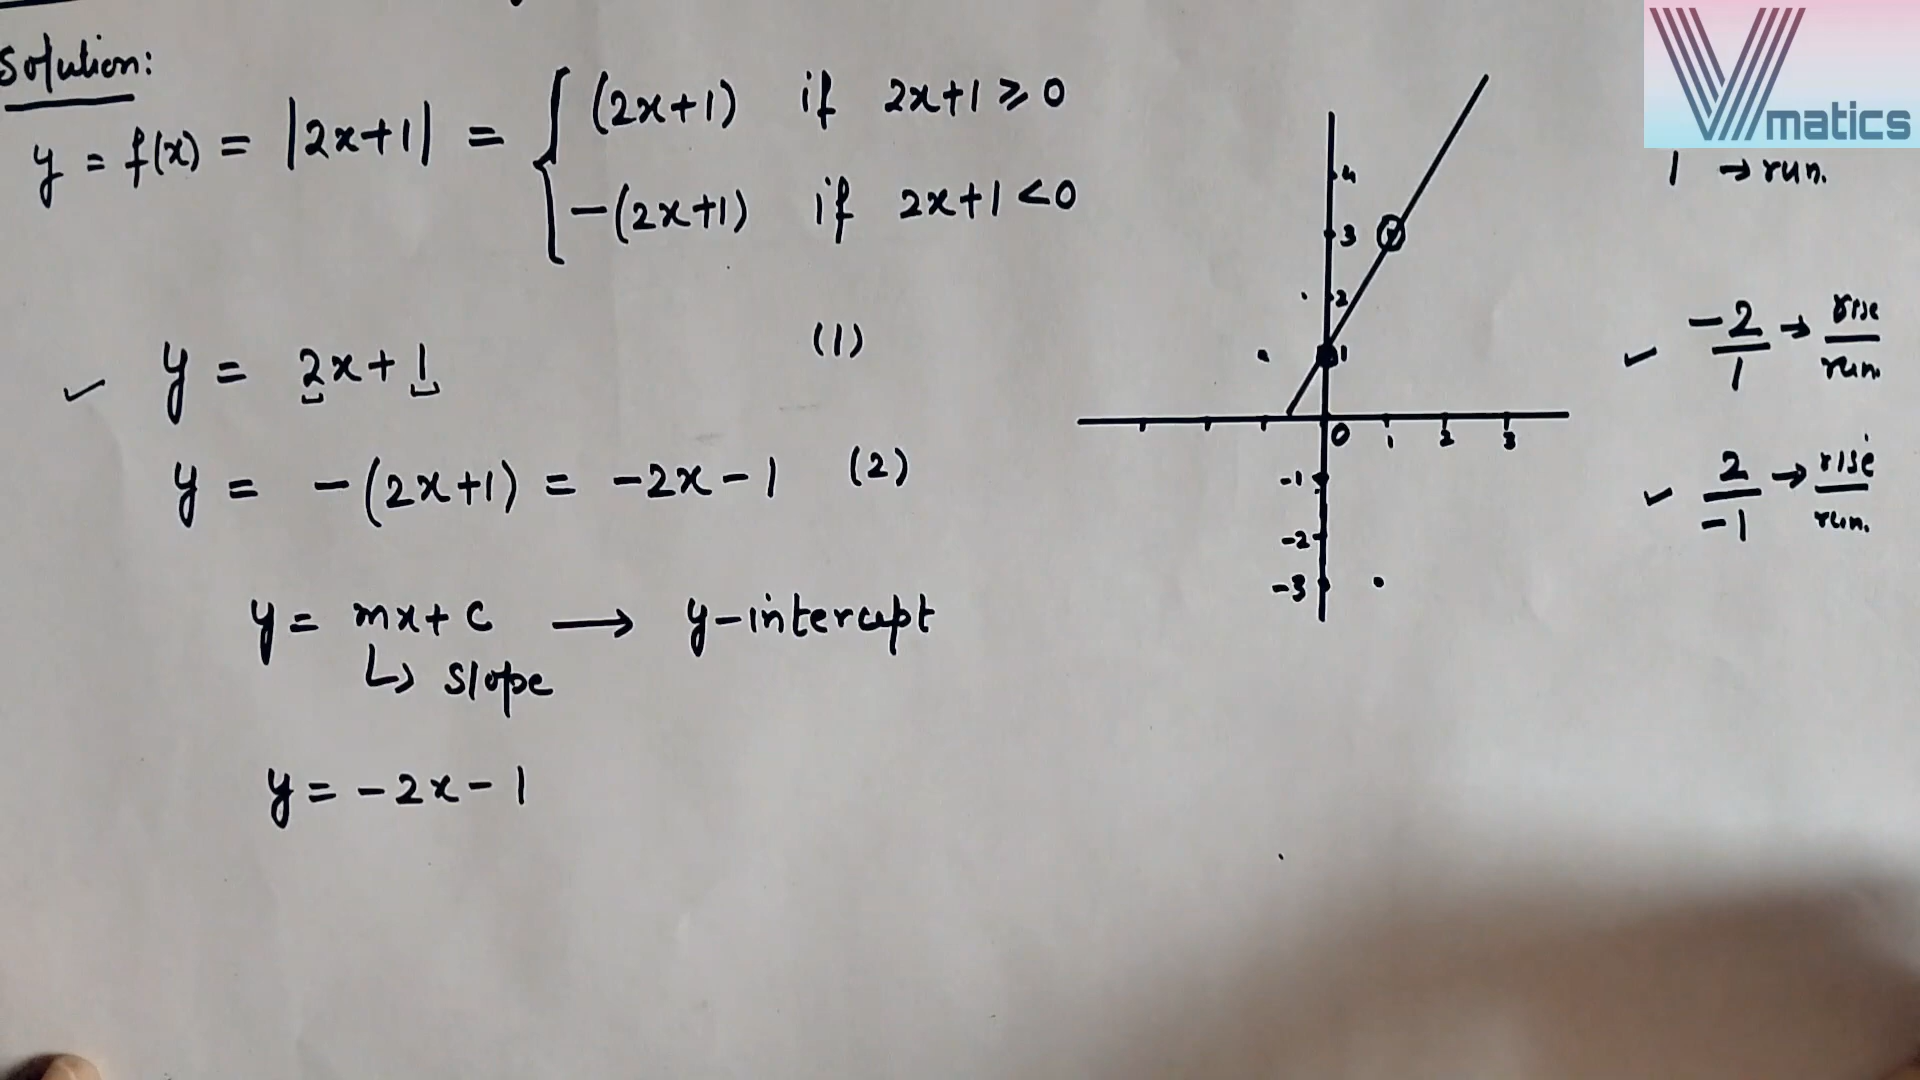 Solution:
y = f(x) = |2x+1| = { (2x+1) if 2x+1 ≥ 0
-(2x+1) if 2x+1 < 0
✓ y = 2x+1 (1)
y = -(2x+1) = -2x-1 (2)
y = mx+c → y-intercept
↳ slope
y = -2x-1
4
3
2
1
0 1 2 3
-1
-2
-3
Vmatics
1 → run.
✓ -2/1 → rise/run.
✓ 2/-1 → rise/run.